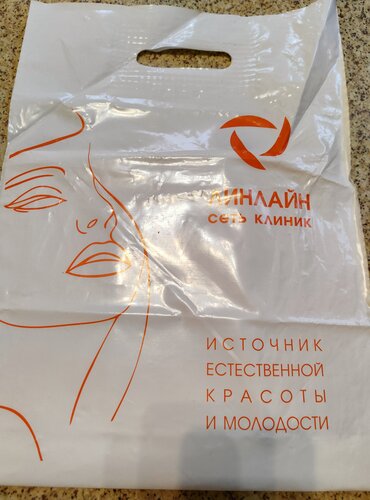 ЛИНЛАЙН
СЕТЬ КЛИНИК
ИСТОЧНИК
ЕСТЕСТВЕННОЙ
КРАСОТЫ
И МОЛОДОСТИ